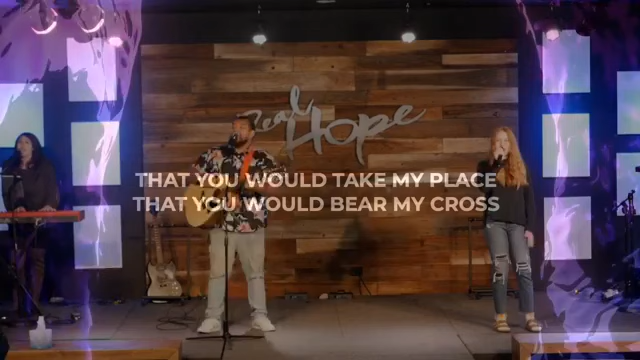 Real
Hope
THAT YOU WOULD TAKE MY PLACE
THAT YOU WOULD BEAR MY CROSS